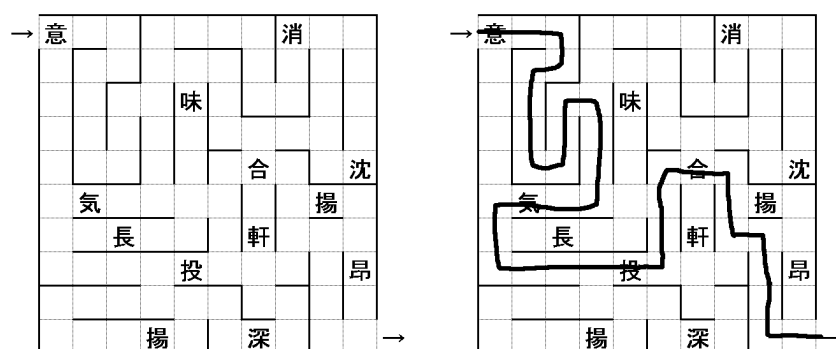 → 意 消
味
合 沈
気 揚
長 軒
投 昂
揚 深 →
→ 意 消
味
合 沈
気 揚
長 軒
投 昂
揚 深